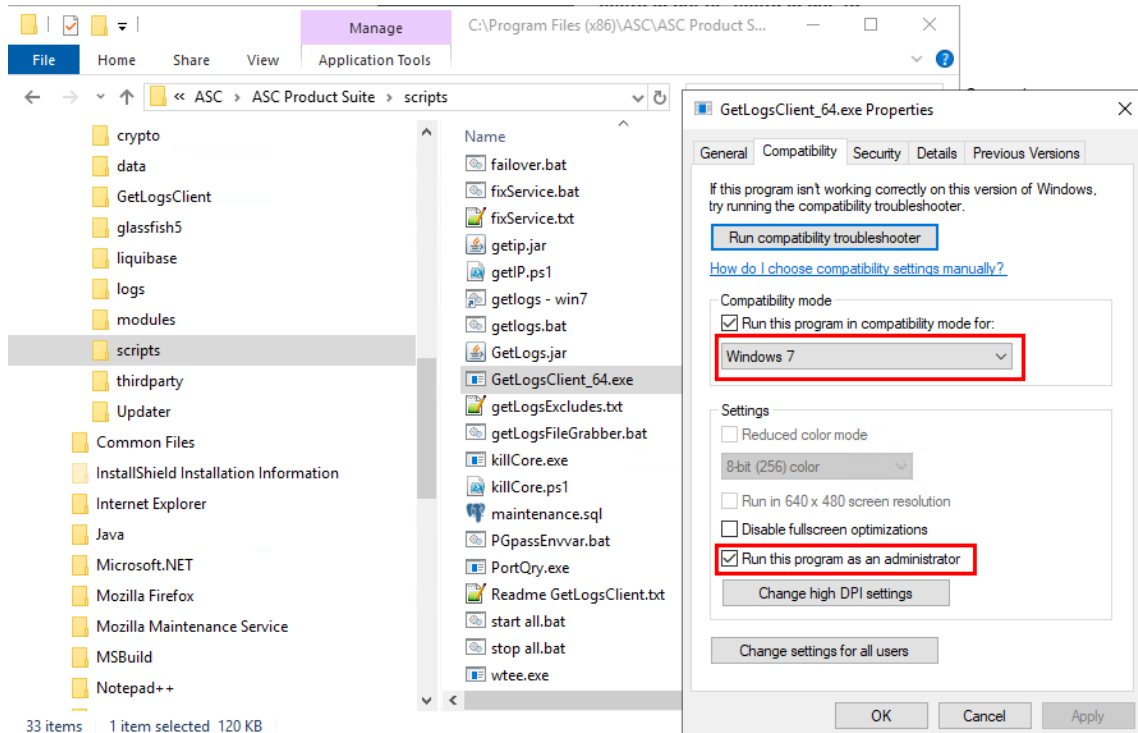 Manage
C:\Program Files (x86)\ASC\ASC Product S...
File
Home
Share
View
Application Tools
« ASC > ASC Product Suite > scripts
crypto
data
GetLogsClient
glassfish5
liquibase
logs
modules
scripts
thirdparty
Updater
Common Files
InstallShield Installation Information
Internet Explorer
Java
Microsoft.NET
Mozilla Firefox
Mozilla Maintenance Service
MSBuild
Notepad++
Name
failover.bat
fixService.bat
fixService.txt
getip.jar
getIP.ps1
getlogs - win7
getlogs.bat
GetLogs.jar
GetLogsClient_64.exe
getLogsExcludes.txt
getLogsFileGrabber.bat
killCore.exe
killCore.ps1
maintenance.sql
PGpassEnvvar.bat
PortQry.exe
Readme GetLogsClient.txt
start all.bat
stop all.bat
wtee.exe
33 items
1 item selected 120 KB
GetLogsClient_64.exe Properties
General
Compatibility
Security
Details
Previous Versions
If this program isn't working correctly on this version of Windows,
try running the compatibility troubleshooter.
Run compatibility troubleshooter
How do I choose compatibility settings manually?
Compatibility mode
Run this program in compatibility mode for:
Windows 7
Settings
Reduced color mode
8-bit (256) color
Run in 640 x 480 screen resolution
Disable fullscreen optimizations
Run this program as an administrator
Change high DPI settings
Change settings for all users
OK
Cancel
Apply